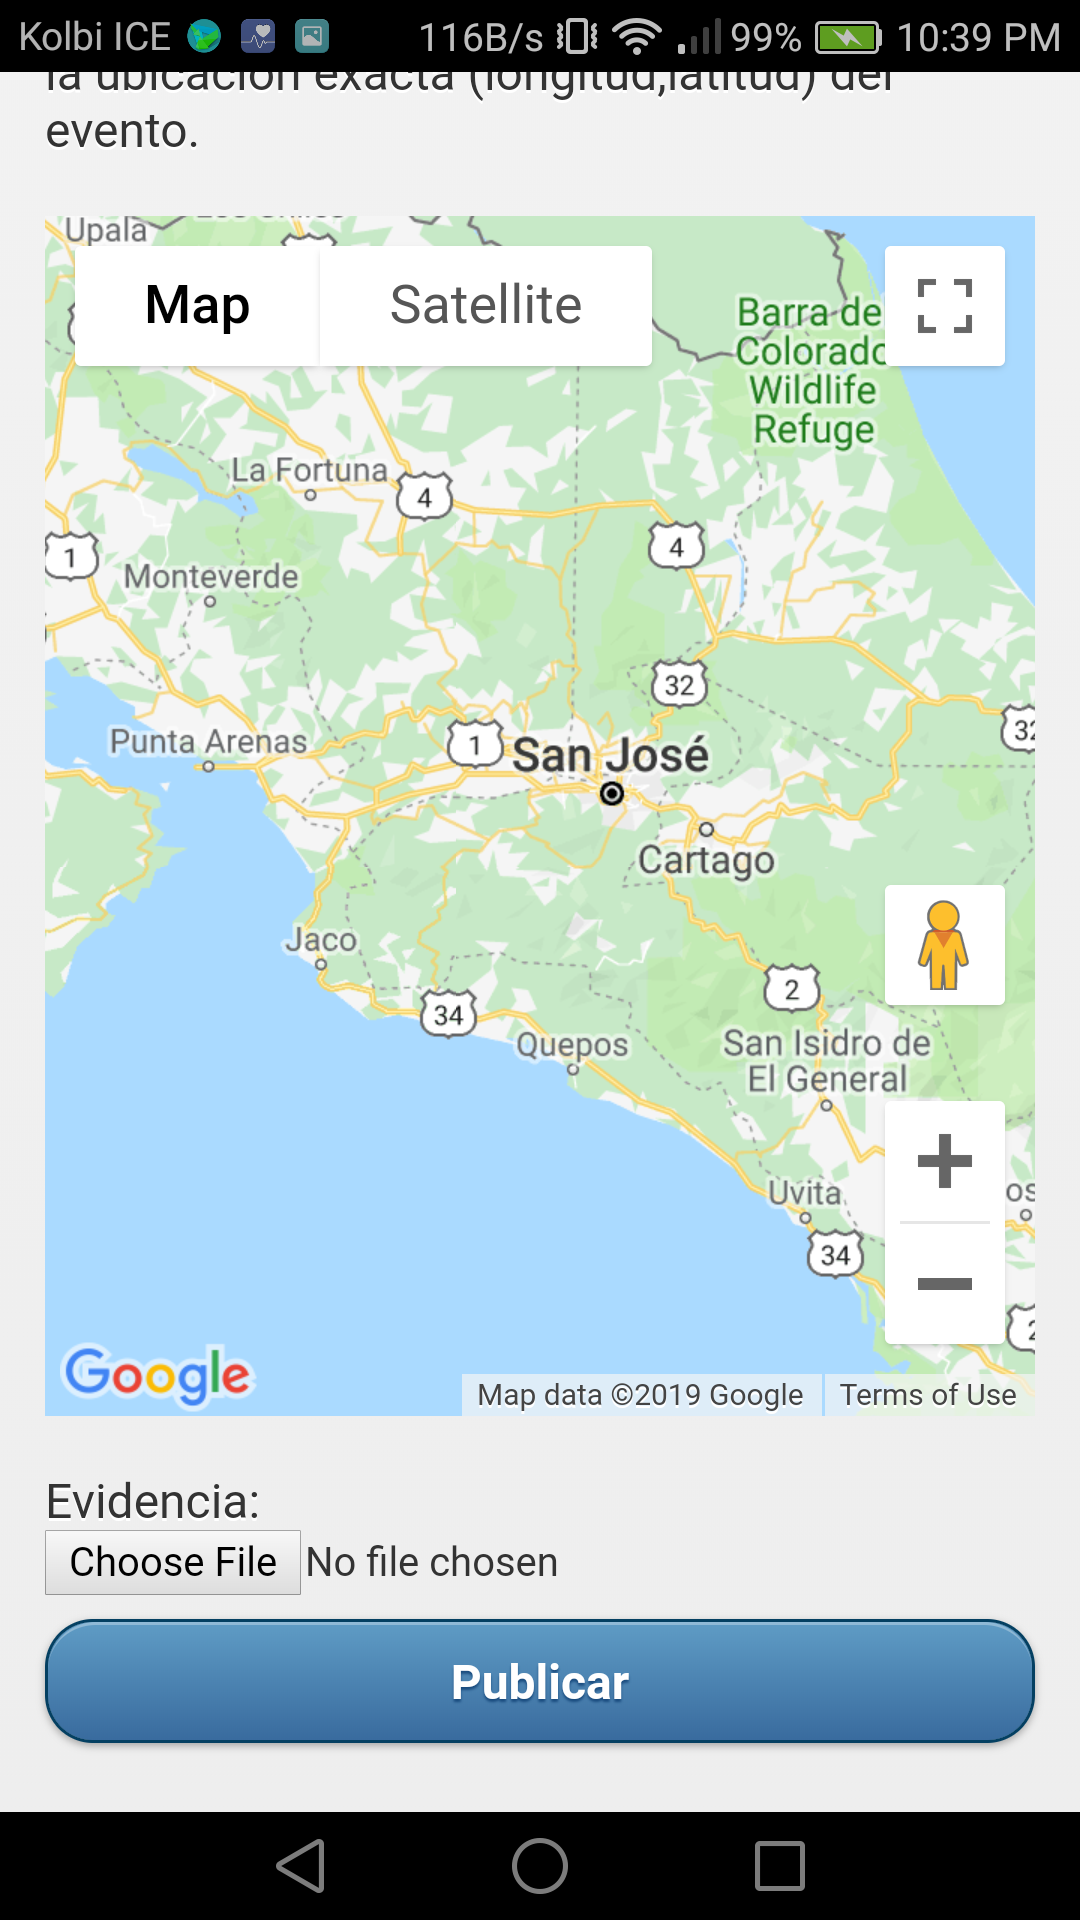 Kolbi ICE 116B/s 99% 10:39 PM
la ubicación exacta (longitud,latitud) del
evento.
Upala
Map Satellite
Barra de
Colorado
Wildlife
Refuge
La Fortuna
4
4
1
Monteverde
32
32
Punta Arenas
1
San José
Cartago
Jaco
2
34
Quepos
San Isidro de
El General
Uvita
os
34
2
Google
Map data ©2019 Google Terms of Use
Evidencia:
Choose File No file chosen
Publicar